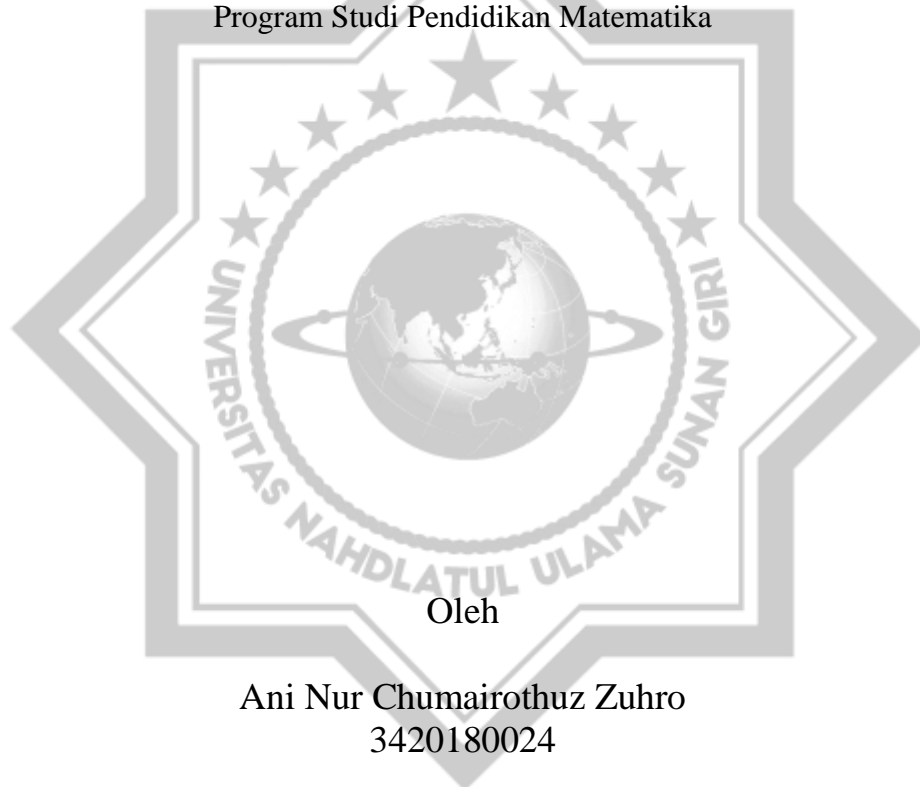 Program Studi Pendidikan Matematika
UNIVERSITAS NAHDLATUL ULAMA SUNAN GIRI
Oleh
Ani Nur Chumairothuz Zuhro
3420180024